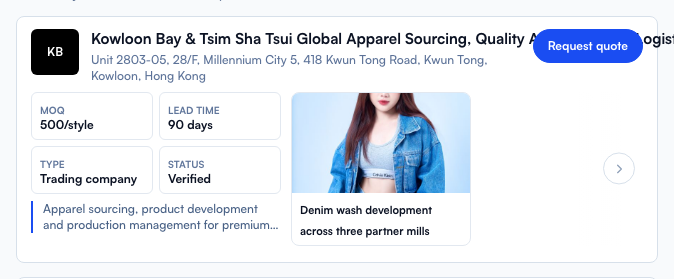 KB
Kowloon Bay & Tsim Sha Tsui Global Apparel Sourcing, Quality
Request quote
Unit 2803-05, 28/F, Millennium City 5, 418 Kwun Tong Road, Kwun Tong,
Kowloon, Hong Kong
MOQ
500/style
LEAD TIME
90 days
TYPE
Trading company
STATUS
Verified
Apparel sourcing, product development
and production management for premium...
Denim wash development
across three partner mills